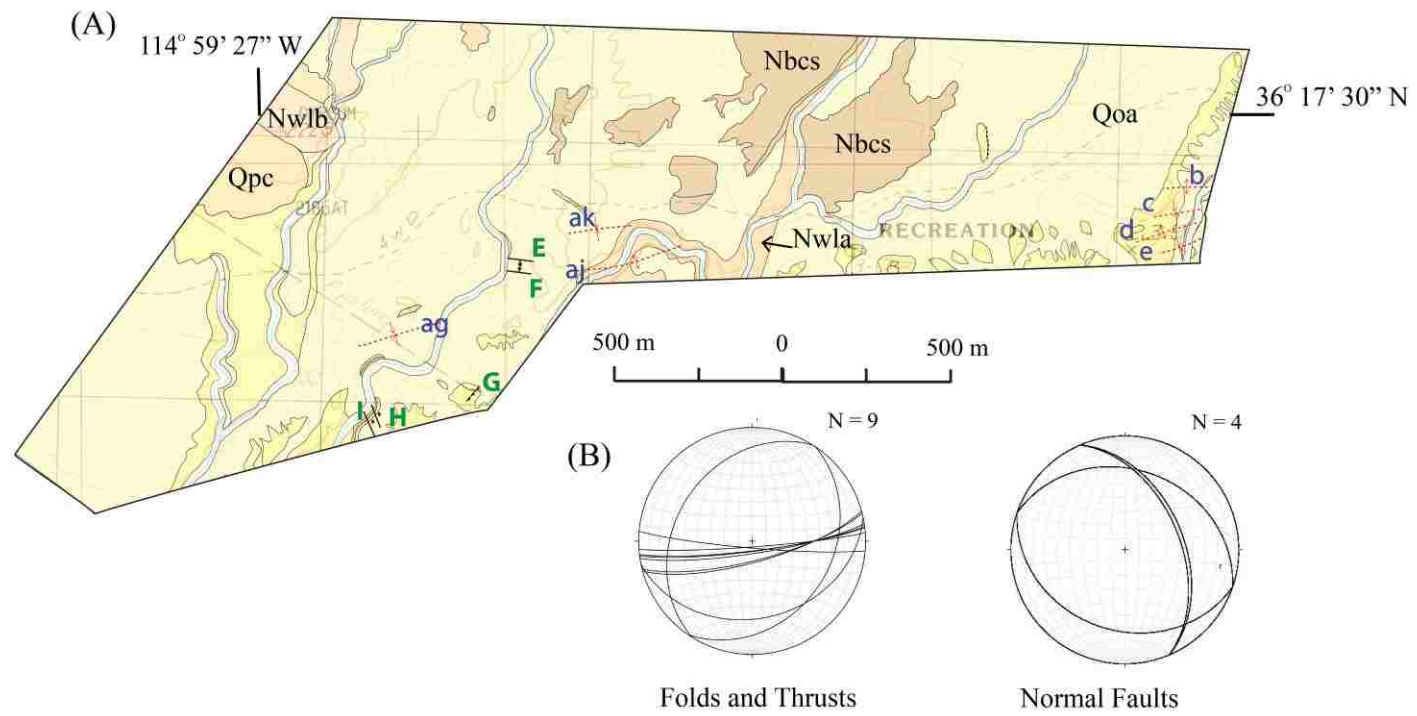 (A)
114° 59’ 27” W
36° 17’ 30” N
Nwlb
Qpc
Nbcs
Nbcs
Qoa
Nwla
RECREATION
b
c
d
e
ak
aj
ag
E
F
G
H
I
500 m 0 500 m
(B)
N = 9
N = 4
Folds and Thrusts
Normal Faults